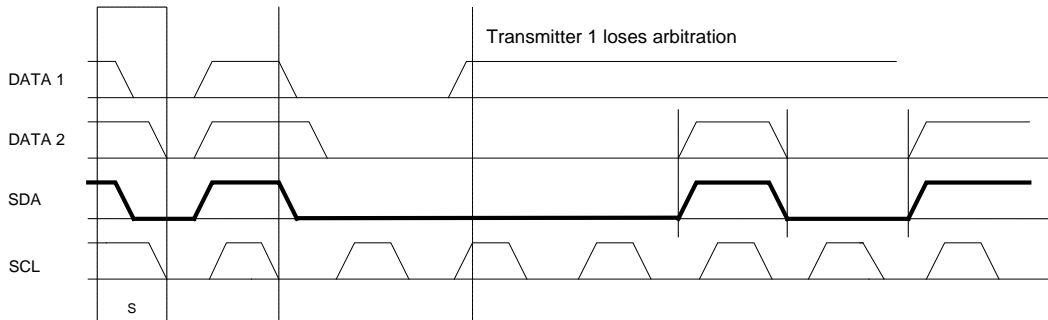 Transmitter 1 loses arbitration
DATA 1
DATA 2
SDA
SCL
S